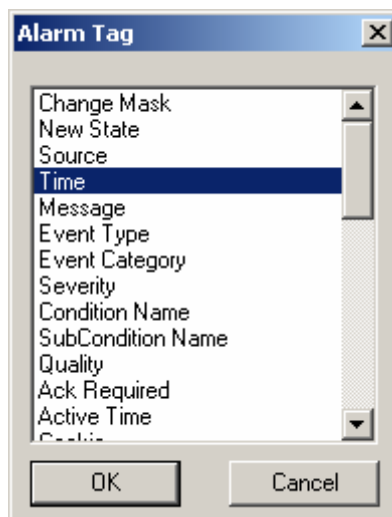 Alarm Tag
Change Mask
New State
Source
Time
Message
Event Type
Event Category
Severity
Condition Name
SubCondition Name
Quality
Ack Required
Active Time
OK
Cancel